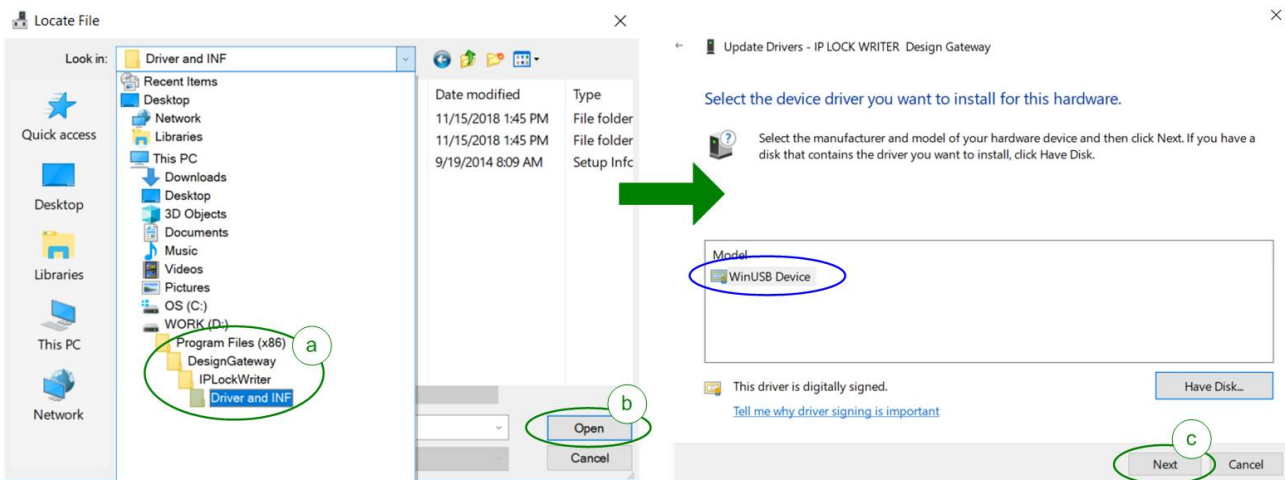 Locate File
Look in:
Driver and INF
Recent Items
Desktop
Network
Libraries
This PC
Downloads
Desktop
3D Objects
Documents
Music
Videos
Pictures
OS (C:)
WORK (D:)
Program Files (x86)
DesignGateway
IPLockWriter
Driver and INF
a
Quick access
Desktop
Libraries
This PC
Network
Date modified Type
11/15/2018 1:45 PM File folder
11/15/2018 1:45 PM File folder
9/19/2014 8:09 AM Setup Info
b
Open
Cancel
Update Drivers - IP LOCK WRITER Design Gateway
Select the device driver you want to install for this hardware.
Select the manufacturer and model of your hardware device and then click Next. If you have a
disk that contains the driver you want to install, click Have Disk.
Model
WinUSB Device
This driver is digitally signed.
Have Disk...
Tell me why driver signing is important
c
Next
Cancel